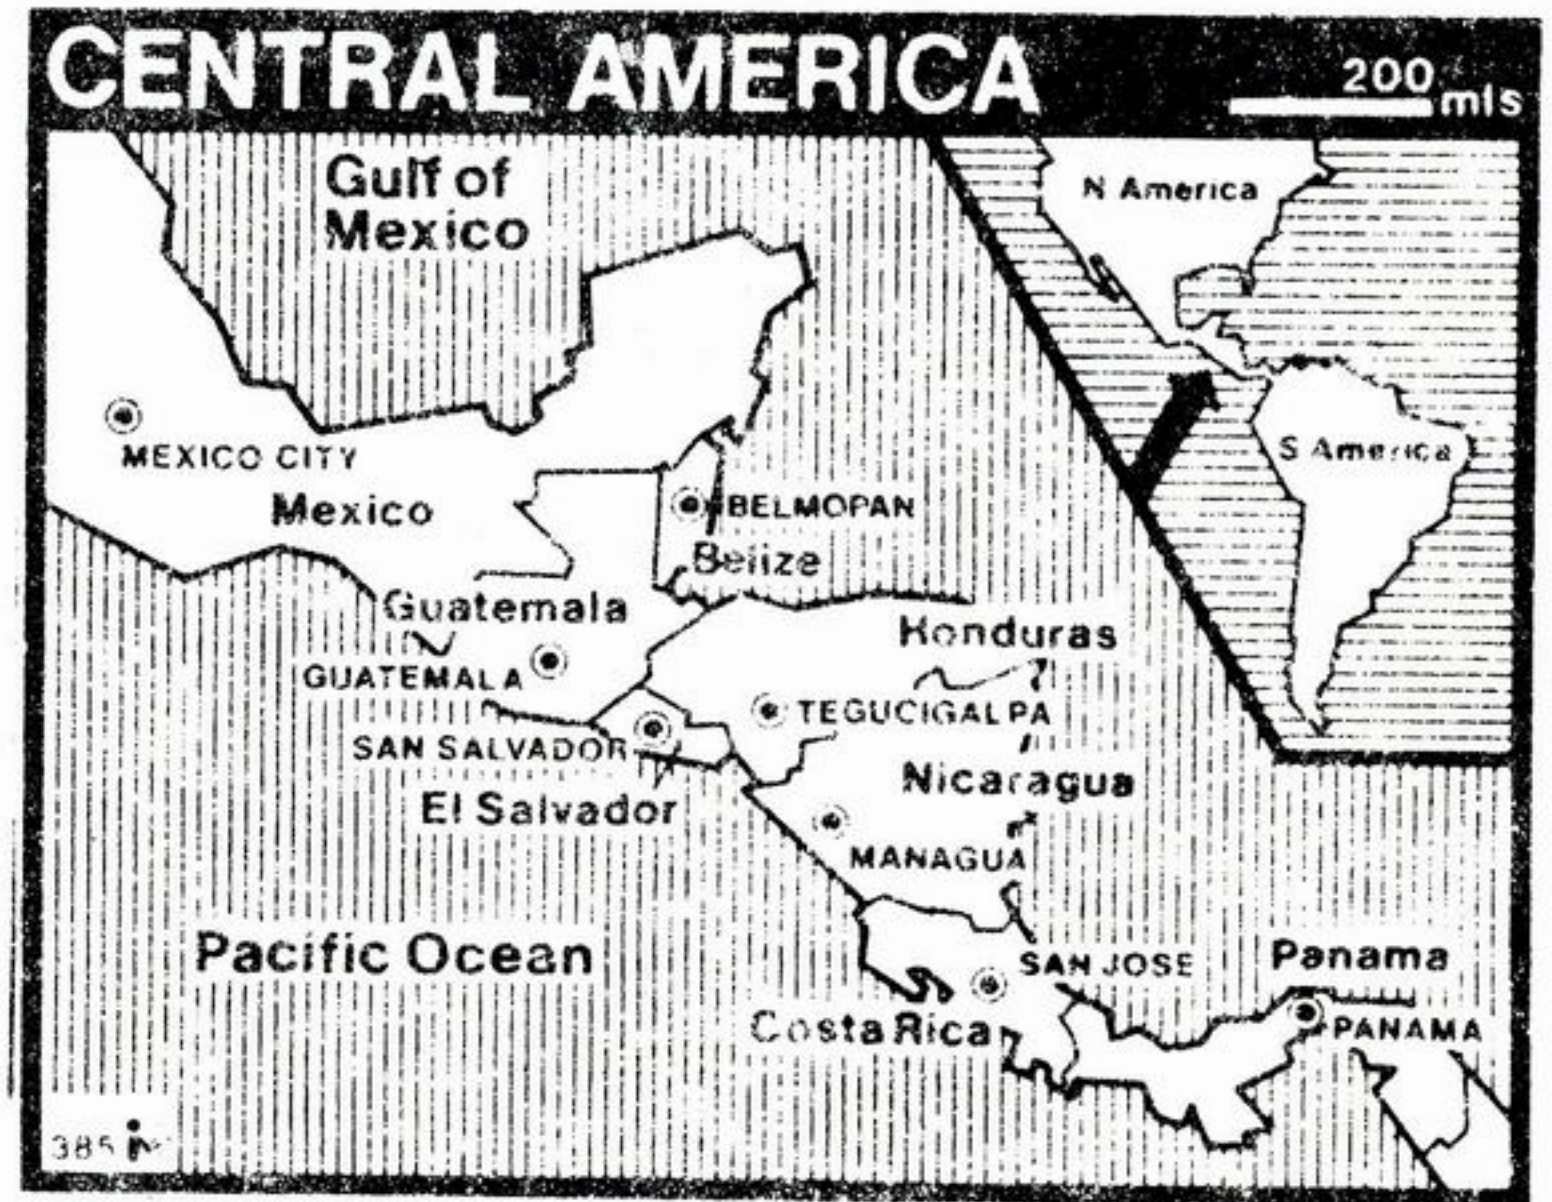 CENTRAL AMERICA
200 mls
Gulf of
Mexico
N America
S America
MEXICO CITY
Mexico
BELMOPAN
Belize
Guatemala
GUATEMALA
Honduras
TEGUCIGALPA
SAN SALVADOR
El Salvador
Nicaragua
MANAGUA
Pacific Ocean
SAN JOSE
Panama
Costa Rica
PANAMA
385